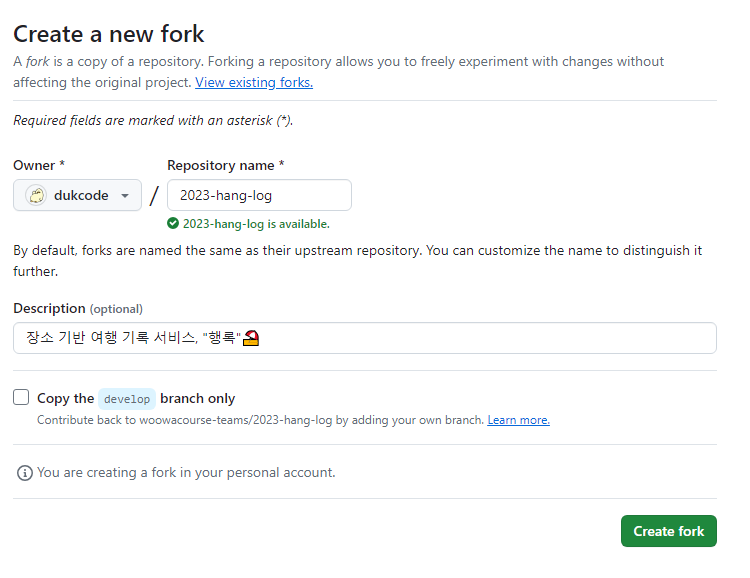 Create a new fork
A fork is a copy of a repository. Forking a repository allows you to freely experiment with changes without
affecting the original project. View existing forks.
Required fields are marked with an asterisk (*).
Owner * Repository name *
dukcode / 2023-hang-log
2023-hang-log is available.
By default, forks are named the same as their upstream repository. You can customize the name to distinguish it
further.
Description (optional)
장소 기반 여행 기록 서비스, "행록"
Copy the develop branch only
Contribute back to woowacourse-teams/2023-hang-log by adding your own branch. Learn more.
You are creating a fork in your personal account.
Create fork